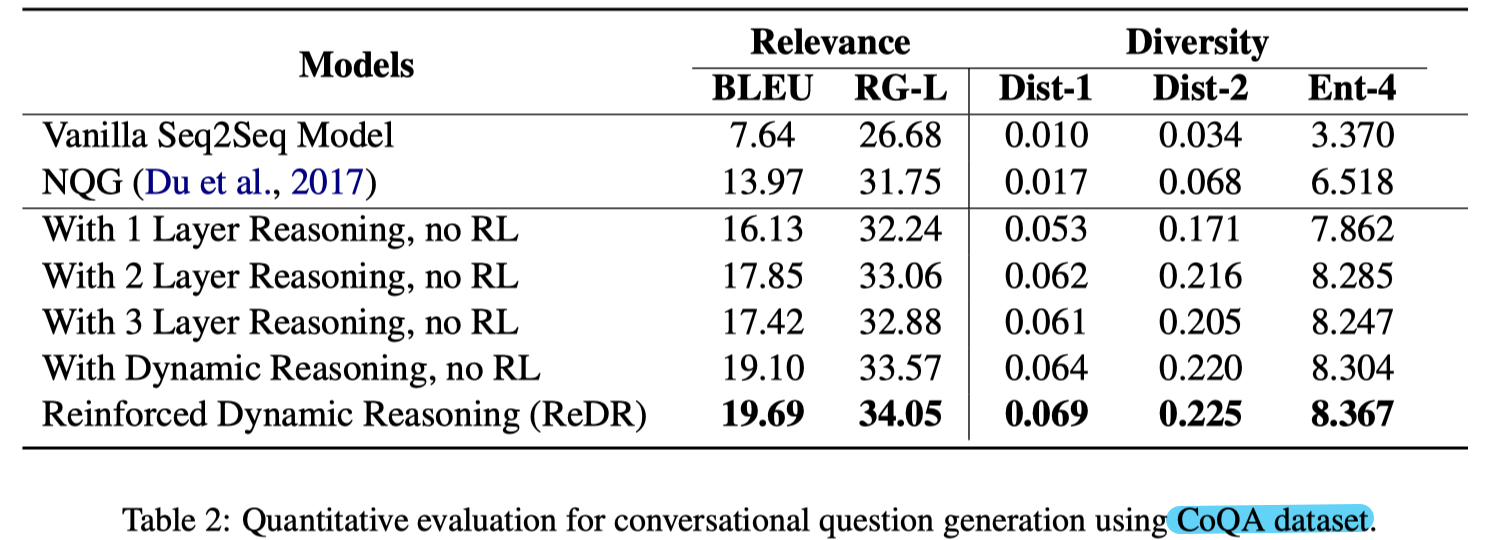 Models Relevance Diversity
BLEU RG-L Dist-1 Dist-2 Ent-4
Vanilla Seq2Seq Model 7.64 26.68 0.010 0.034 3.370
NQG (Du et al., 2017) 13.97 31.75 0.017 0.068 6.518
With 1 Layer Reasoning, no RL 16.13 32.24 0.053 0.171 7.862
With 2 Layer Reasoning, no RL 17.85 33.06 0.062 0.216 8.285
With 3 Layer Reasoning, no RL 17.42 32.88 0.061 0.205 8.247
With Dynamic Reasoning, no RL 19.10 33.57 0.064 0.220 8.304
Reinforced Dynamic Reasoning (ReDR) 19.69 34.05 0.069 0.225 8.367
Table 2: Quantitative evaluation for conversational question generation using CoQA dataset.